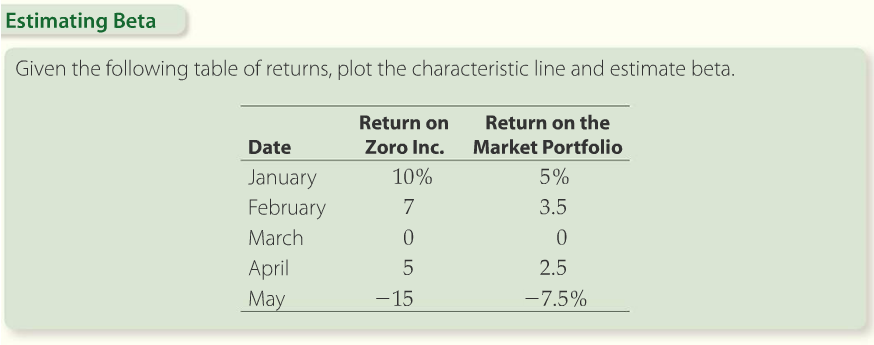 Estimating Beta
Given the following table of returns, plot the characteristic line and estimate beta.
Return on Return on the
Date Zoro Inc. Market Portfolio
January 10% 5%
February 7 3.5
March 0 0
April 5 2.5
May −15 −7.5%